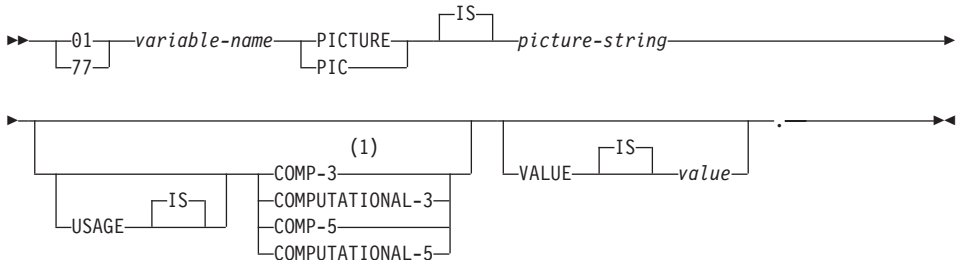 IS
01 variable-name PICTURE picture-string
77 PIC
(1)
.
IS
COMP-3
VALUE value
IS
COMPUTATIONAL-3
USAGE
COMP-5
COMPUTATIONAL-5